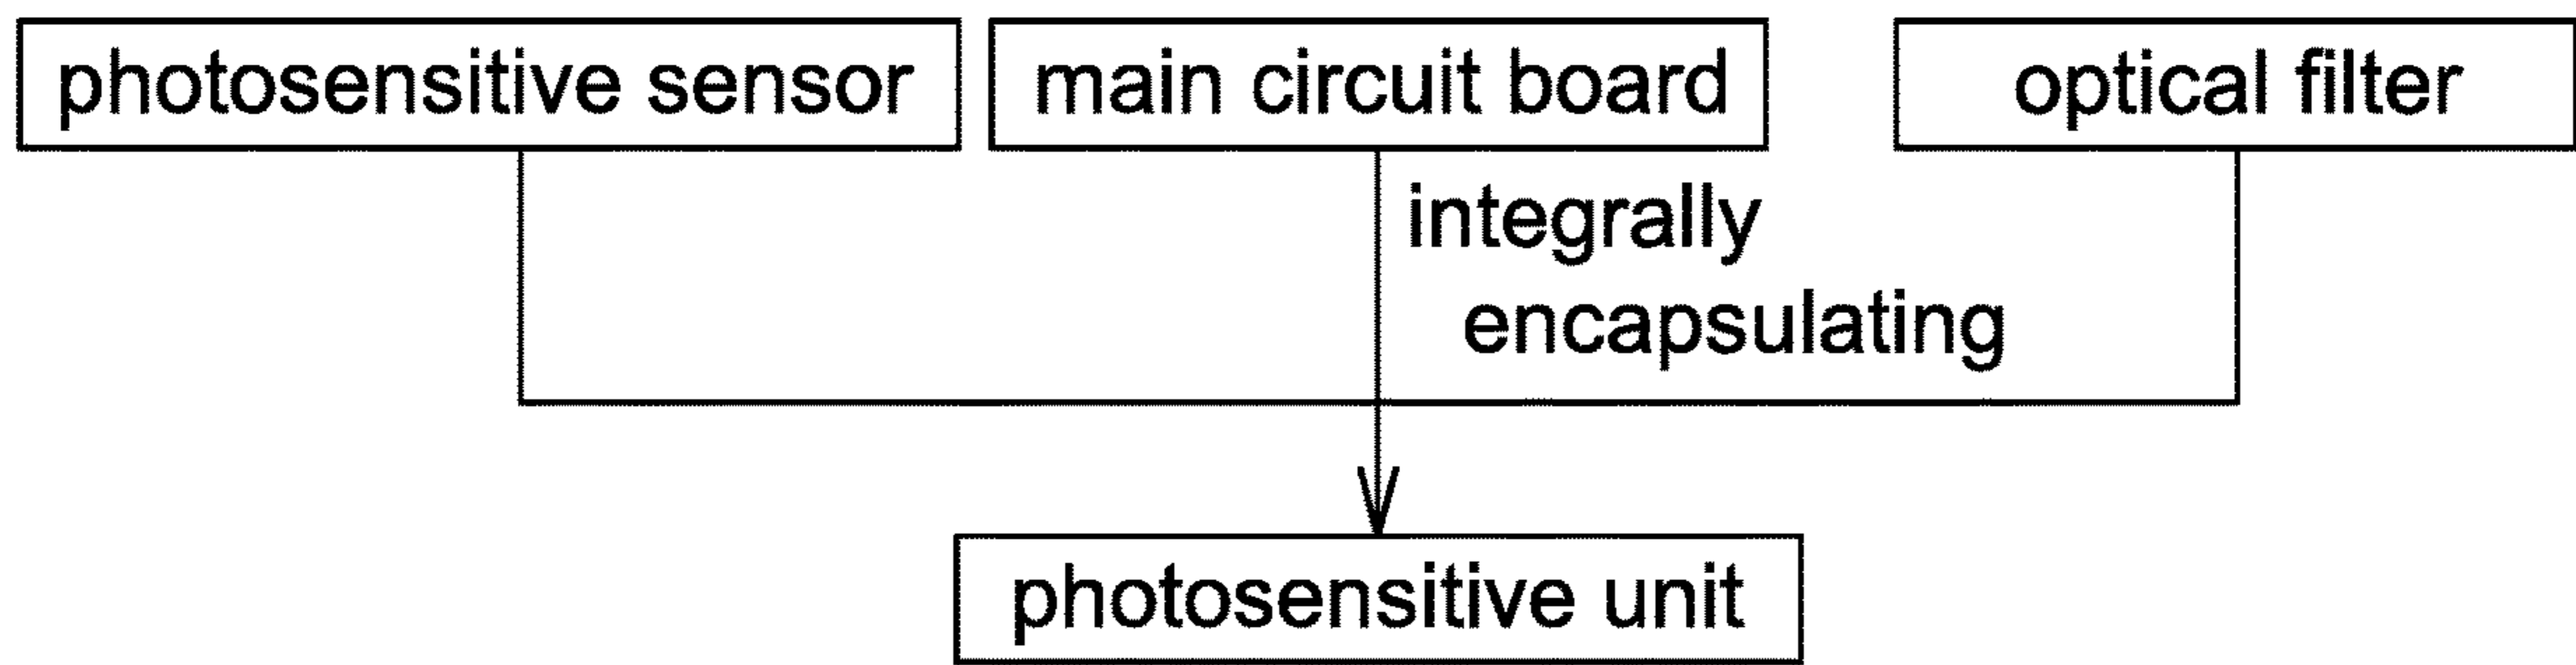 photosensitive sensor
main circuit board
optical filter
integrally
encapsulating
photosensitive unit